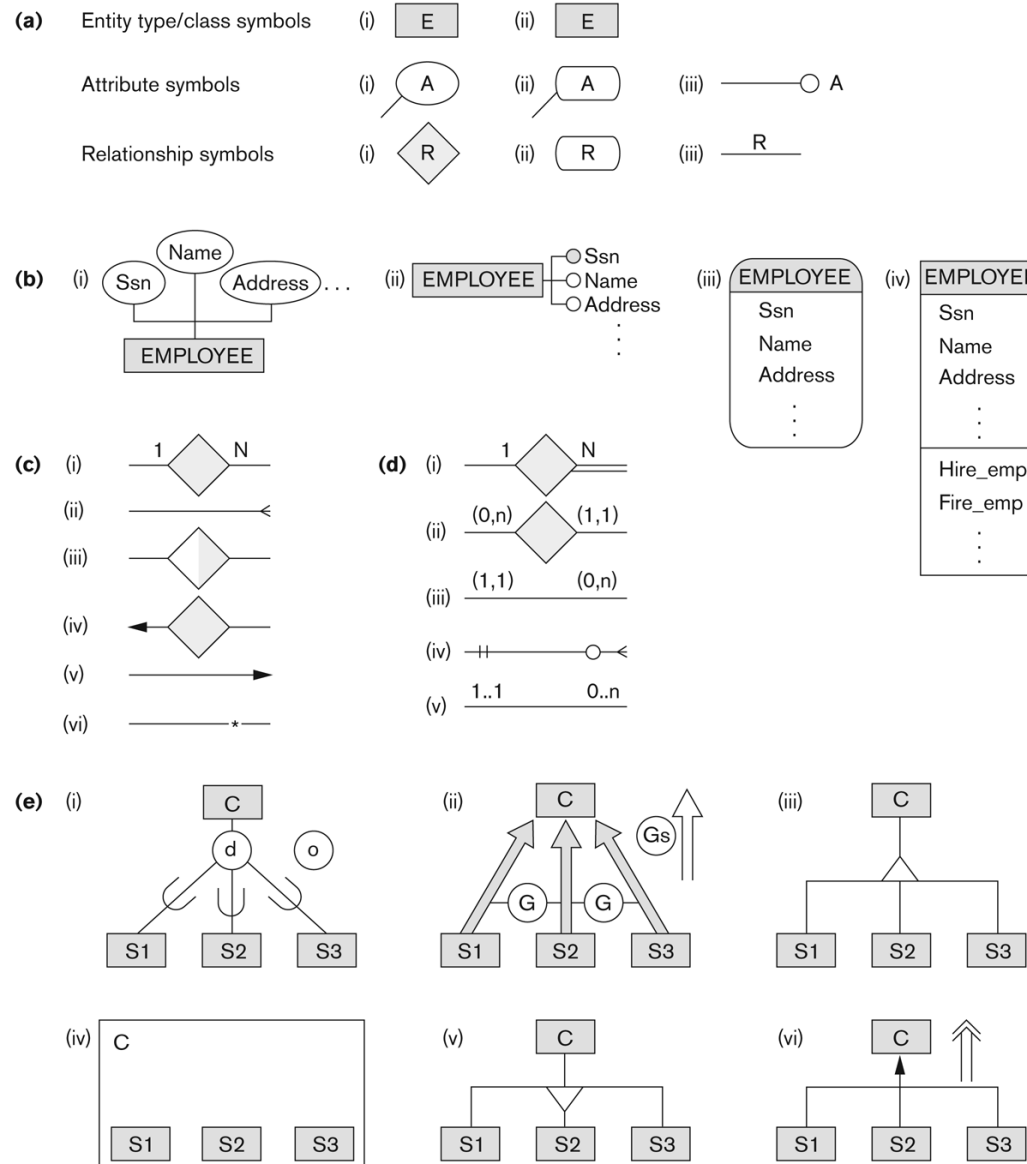 (a) Entity type/class symbols (i) E (ii) E
Attribute symbols (i) A (ii) A (iii) A
Relationship symbols (i) R (ii) R (iii) R
(b) (i) Ssn Name Address . . .
EMPLOYEE
(ii) EMPLOYEE Ssn
Name
Address
(iii) EMPLOYEE
Ssn
Name
Address
(iv) EMPLOYEE
Ssn
Name
Address
Hire_emp
Fire_emp
(c) (i) 1 N
(ii)
(iii)
(iv)
(v)
(vi) *
(d) (i) 1 N
(ii) (0,n) (1,1)
(iii) (1,1) (0,n)
(iv)
(v) 1..1 0..n
(e) (i) C
d o
S1 S2 S3
(ii) C
Gs
G G
S1 S2 S3
(iii) C
S1 S2 S3
(iv) C
S1 S2 S3
(v) C
S1 S2 S3
(vi) C
S1 S2 S3